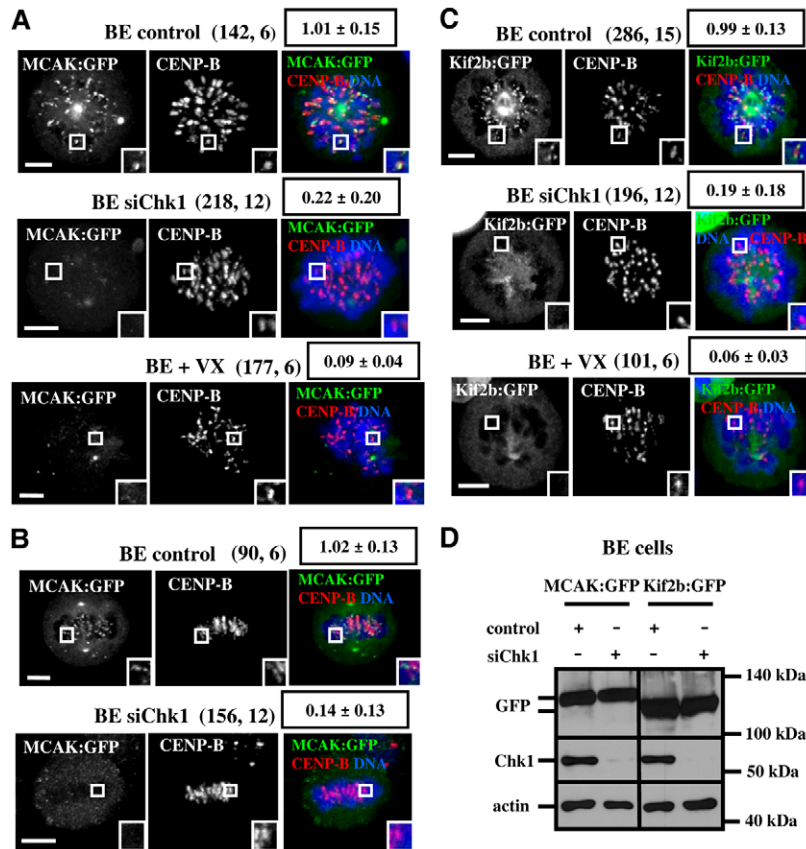 A
BE control (142, 6) 1.01 ± 0.15
MCAK:GFP CENP-B MCAK:GFP
CENP-B DNA
BE siChk1 (218, 12) 0.22 ± 0.20
MCAK:GFP CENP-B MCAK:GFP
CENP-B DNA
BE + VX (177, 6) 0.09 ± 0.04
MCAK:GFP CENP-B MCAK:GFP
CENP-B DNA
B
BE control (90, 6) 1.02 ± 0.13
MCAK:GFP CENP-B MCAK:GFP
CENP-B DNA
BE siChk1 (156, 12) 0.14 ± 0.13
MCAK:GFP CENP-B MCAK:GFP
CENP-B DNA
C
BE control (286, 15) 0.99 ± 0.13
Kif2b:GFP CENP-B Kif2b:GFP
CENP-B DNA
BE siChk1 (196, 12) 0.19 ± 0.18
Kif2b:GFP CENP-B Kif2b:GFP
DNA CENP-B
BE + VX (101, 6) 0.06 ± 0.03
Kif2b:GFP CENP-B Kif2b:GFP
CENP-B DNA
D
BE cells
MCAK:GFP Kif2b:GFP
control + – + –
siChk1 – + – +
140 kDa
GFP
100 kDa
Chk1
50 kDa
actin
40 kDa